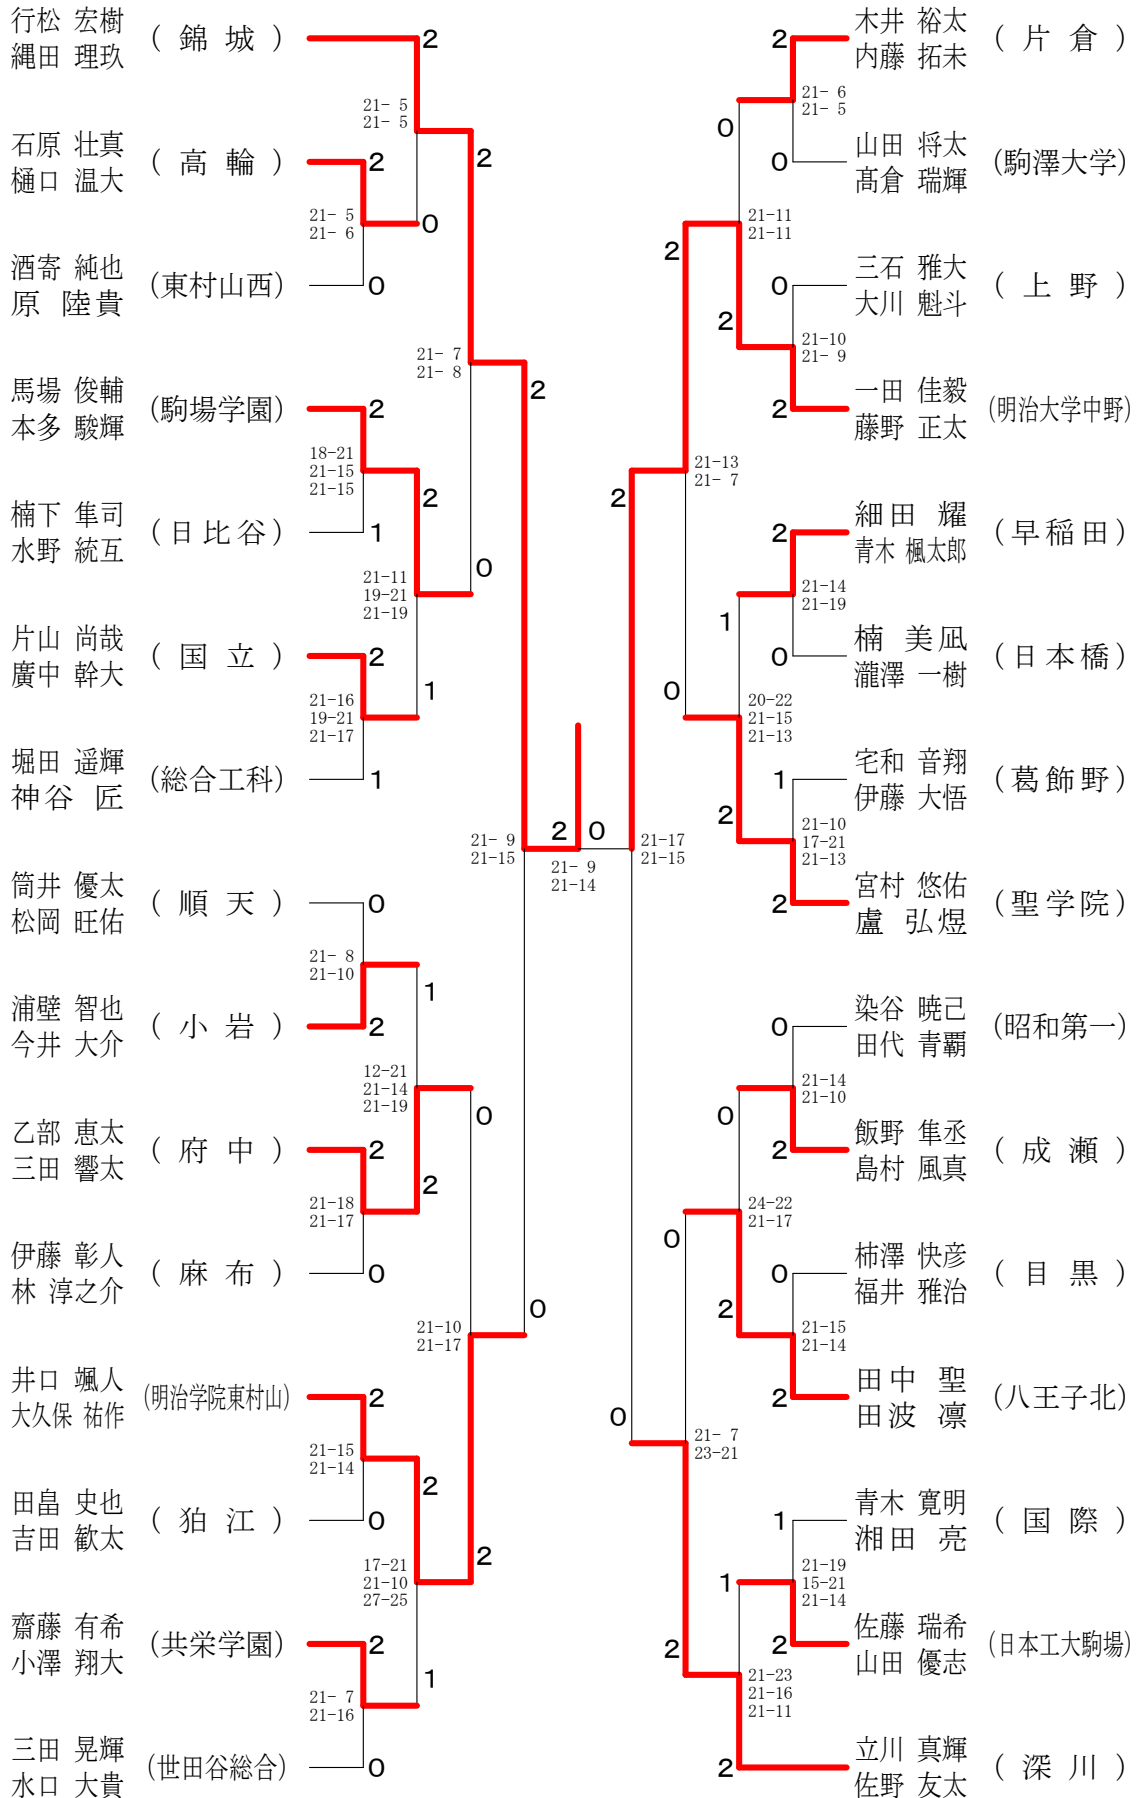 行松 宏樹
縄田 理玖
( 錦 城 )
2
21- 5
21- 5
石原 壮真
樋口 温大
( 高 輪 )
2
2
21- 5
21- 6
0
酒寄 純也
原 陸貴
(東村山西)
0
21- 7
21- 8
2
馬場 俊輔
本多 駿輝
(駒場学園)
2
18-21
21-15
21-15
2
楠下 隼司
水野 統互
(日比谷)
1
21-11
19-21
21-19
0
片山 尚哉
廣中 幹大
( 国 立 )
2
21-16
19-21
21-17
1
堀田 遥輝
神谷 匠
(総合工科)
1
21- 9
21-15
2
0
21- 9
21-14
筒井 優太
松岡 旺佑
( 順 天 )
0
21- 8
21-10
1
浦壁 智也
今井 大介
( 小 岩 )
2
12-21
21-14
21-19
0
乙部 恵太
三田 響太
( 府 中 )
2
21-18
21-17
2
伊藤 彰人
林 淳之介
( 麻 布 )
0
21-10
21-17
0
井口 颯人
大久保 祐作
(明治学院東村山)
2
21-15
21-14
2
田畠 史也
吉田 歓太
( 狛 江 )
0
17-21
21-10
27-25
2
齋藤 有希
小澤 翔大
(共栄学園)
2
21- 7
21-16
1
三田 晃輝
水口 大貴
(世田谷総合)
0
2
木井 裕太
内藤 拓未
( 片 倉 )
21- 6
21- 5
0
0
山田 将太
髙倉 瑞輝
(駒澤大学)
21-11
21-11
2
0
三石 雅大
大川 魁斗
( 上 野 )
2
21-10
21- 9
2
一田 佳毅
藤野 正太
(明治大学中野)
21-13
21- 7
2
2
細田 耀
青木 楓太郎
(早稲田)
21-14
21-19
1
0
楠 美凪
瀧澤 一樹
(日本橋)
0
20-22
21-15
21-13
1
宅和 音翔
伊藤 大悟
(葛飾野)
2
21-10
17-21
21-13
21-17
21-15
2
宮村 悠佑
盧 弘煜
(聖学院)
0
染谷 暁己
田代 青覇
(昭和第一)
21-14
21-10
0
2
飯野 隼丞
島村 風真
( 成 瀬 )
24-22
21-17
0
0
柿澤 快彦
福井 雅治
( 目 黒 )
2
21-15
21-14
2
田中 聖
田波 凛
(八王子北)
0
21- 7
23-21
1
青木 寛明
湘田 亮
( 国 際 )
21-19
15-21
21-14
1
2
佐藤 瑞希
山田 優志
(日本工大駒場)
2
21-23
21-16
21-11
2
立川 真輝
佐野 友太
( 深 川 )